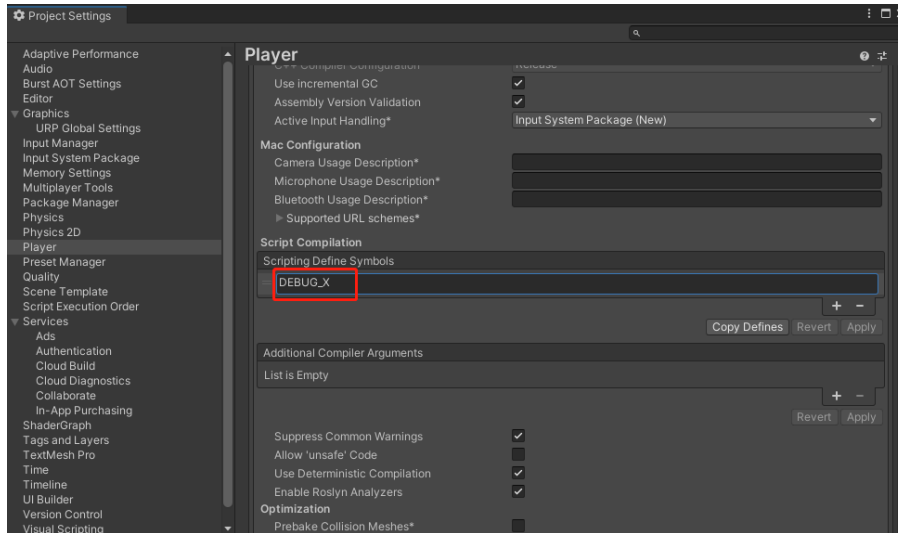 Project Settings
Adaptive Performance
Audio
Burst AOT Settings
Editor
Graphics
URP Global Settings
Input Manager
Input System Package
Memory Settings
Multiplayer Tools
Package Manager
Physics
Physics 2D
Player
Preset Manager
Quality
Scene Template
Script Execution Order
Services
Ads
Authentication
Cloud Build
Cloud Diagnostics
Collaborate
In-App Purchasing
ShaderGraph
Tags and Layers
TextMesh Pro
Time
Timeline
UI Builder
Version Control
Visual Scripting
Player
C++ Compiler Configuration Release
Use incremental GC
Assembly Version Validation
Active Input Handling* Input System Package (New)
Mac Configuration
Camera Usage Description*
Microphone Usage Description*
Bluetooth Usage Description*
Supported URL schemes*
Script Compilation
Scripting Define Symbols
DEBUG_X
+ −
Copy Defines Revert Apply
Additional Compiler Arguments
List is Empty
+ −
Revert Apply
Suppress Common Warnings
Allow 'unsafe' Code
Use Deterministic Compilation
Enable Roslyn Analyzers
Optimization
Prebake Collision Meshes*